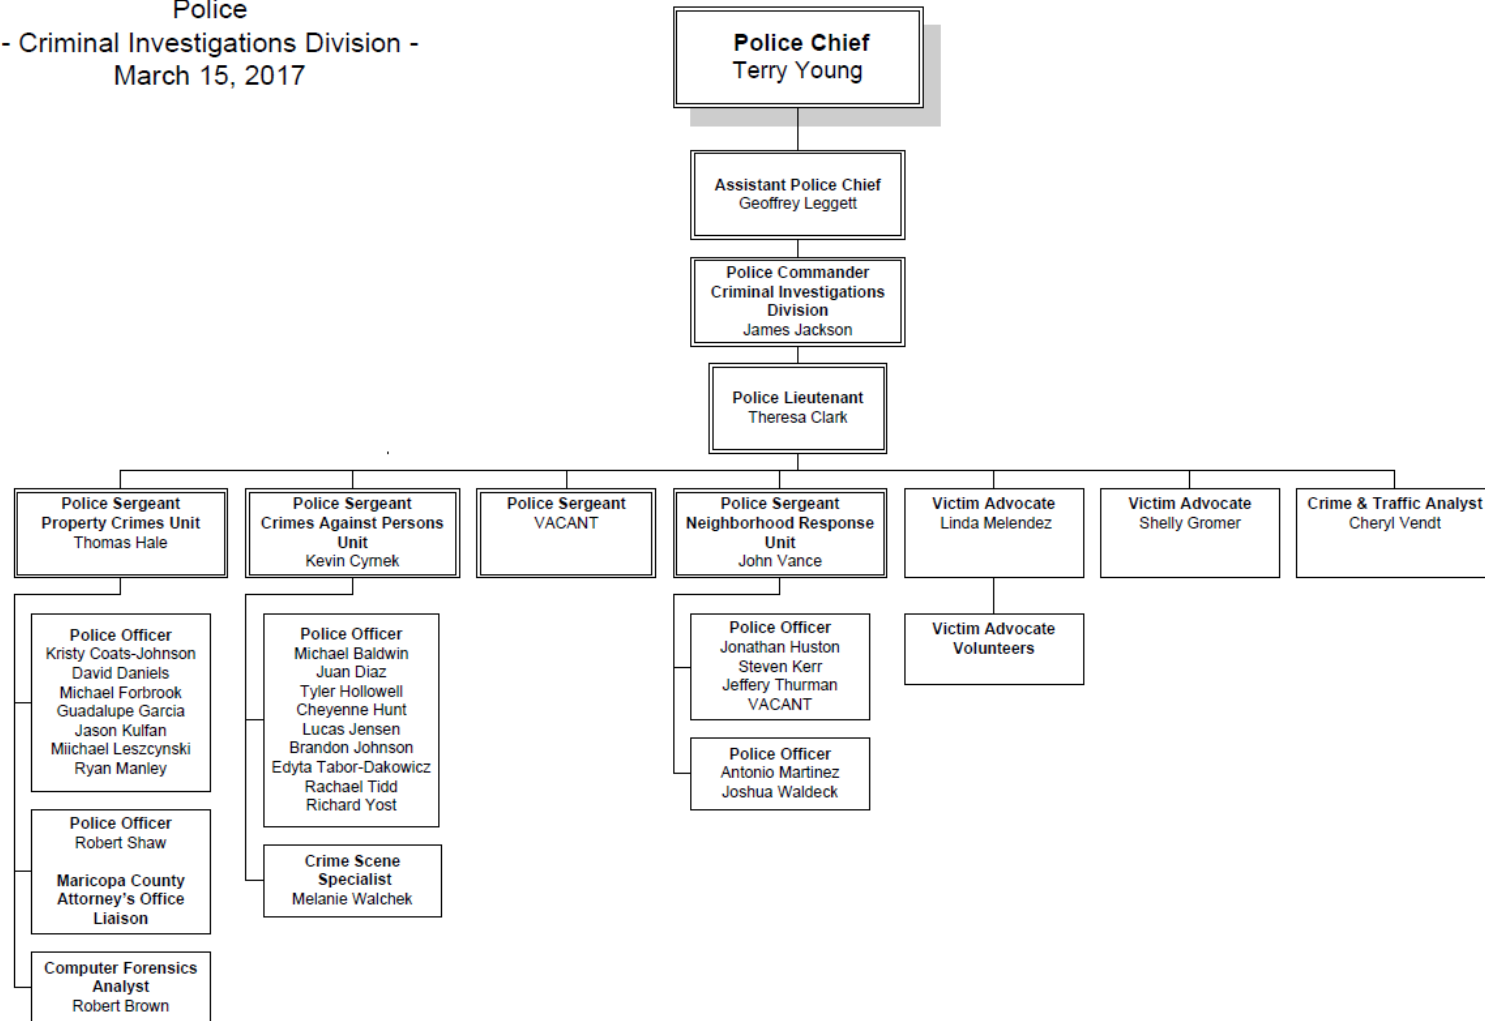 Police
- Criminal Investigations Division -
March 15, 2017
Police Chief
Terry Young
Assistant Police Chief
Geoffrey Leggett
Police Commander
Criminal Investigations
Division
James Jackson
Police Lieutenant
Theresa Clark
Police Sergeant
Property Crimes Unit
Thomas Hale
Police Sergeant
Crimes Against Persons
Unit
Kevin Cymek
Police Sergeant
VACANT
Police Sergeant
Neighborhood Response
Unit
John Vance
Victim Advocate
Linda Melendez
Victim Advocate
Shelly Gromer
Crime & Traffic Analyst
Cheryl Vendt
Police Officer
Kristy Coats-Johnson
David Daniels
Michael Forbrook
Guadalupe Garcia
Jason Kulfan
Miichael Leszcynski
Ryan Manley
Police Officer
Robert Shaw
Maricopa County
Attorney's Office
Liaison
Computer Forensics
Analyst
Robert Brown
Police Officer
Michael Baldwin
Juan Diaz
Tyler Hollowell
Cheyenne Hunt
Lucas Jensen
Brandon Johnson
Edyta Tabor-Dakowicz
Rachael Tidd
Richard Yost
Crime Scene
Specialist
Melanie Walchek
Police Officer
Jonathan Huston
Steven Kerr
Jeffery Thurman
VACANT
Police Officer
Antonio Martinez
Joshua Waldeck
Victim Advocate
Volunteers